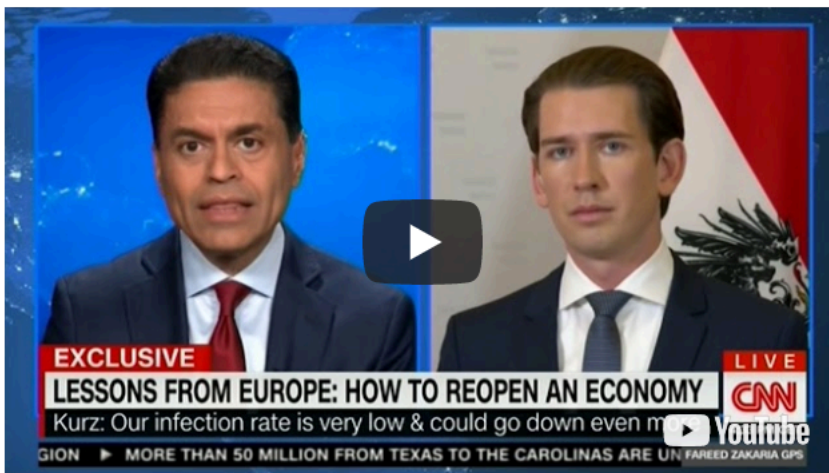 EXCLUSIVE
LIVE
LESSONS FROM EUROPE: HOW TO REOPEN AN ECONOMY
CNN
Kurz: Our infection rate is very low & could go down even more
YouTube
GION ► MORE THAN 50 MILLION FROM TEXAS TO THE CAROLINAS ARE UN
FAREED ZAKARIA GPS